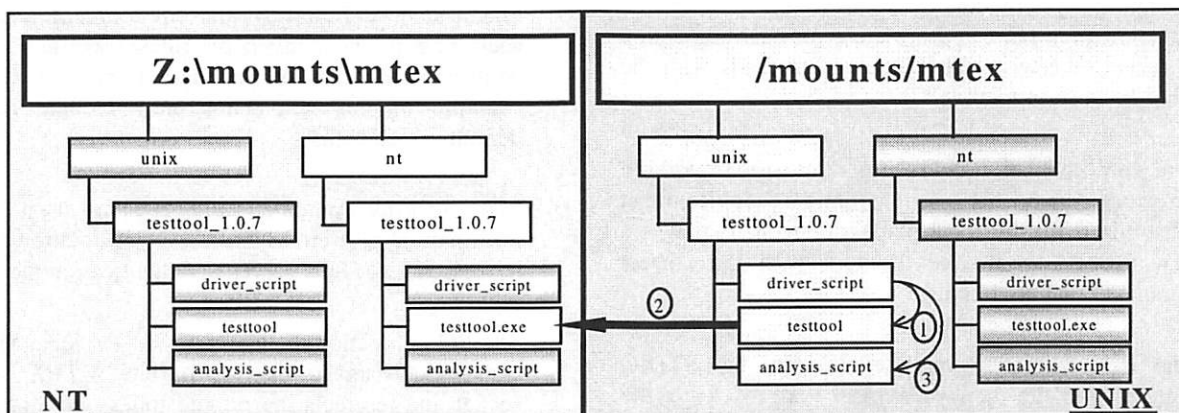 Z:\mounts\mtex
unix
nt
testtool_1.0.7
testtool_1.0.7
driver_script
driver_script
testtool
testtool.exe
analysis_script
analysis_script
NT
/mounts/mtex
unix
nt
testtool_1.0.7
testtool_1.0.7
driver_script
driver_script
2
testtool
1
testtool.exe
analysis_script
3
analysis_script
UNIX